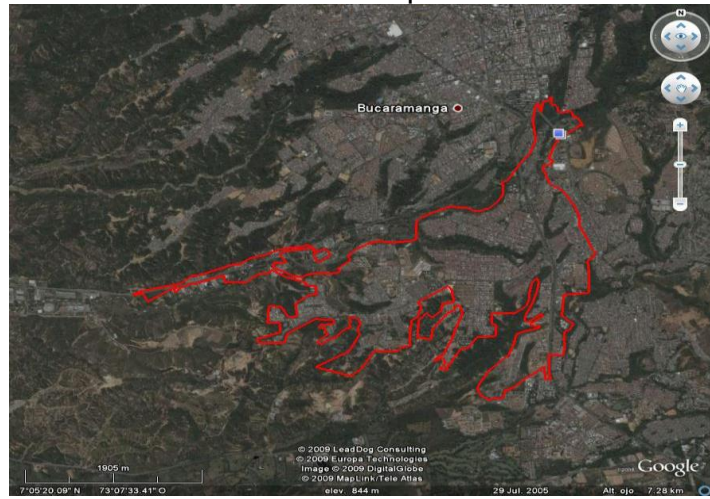 N
Bucaramanga
© 2009 LeadDog Consulting
© 2009 Europa Technologies
Image © 2009 DigitalGlobe
© 2009 MapLink/Tele Atlas
Google
1905 m
7°05'20.09" N 73°07'33.41" O elev. 844 m 29 Jul. 2005 Alt. ojo 7.28 km